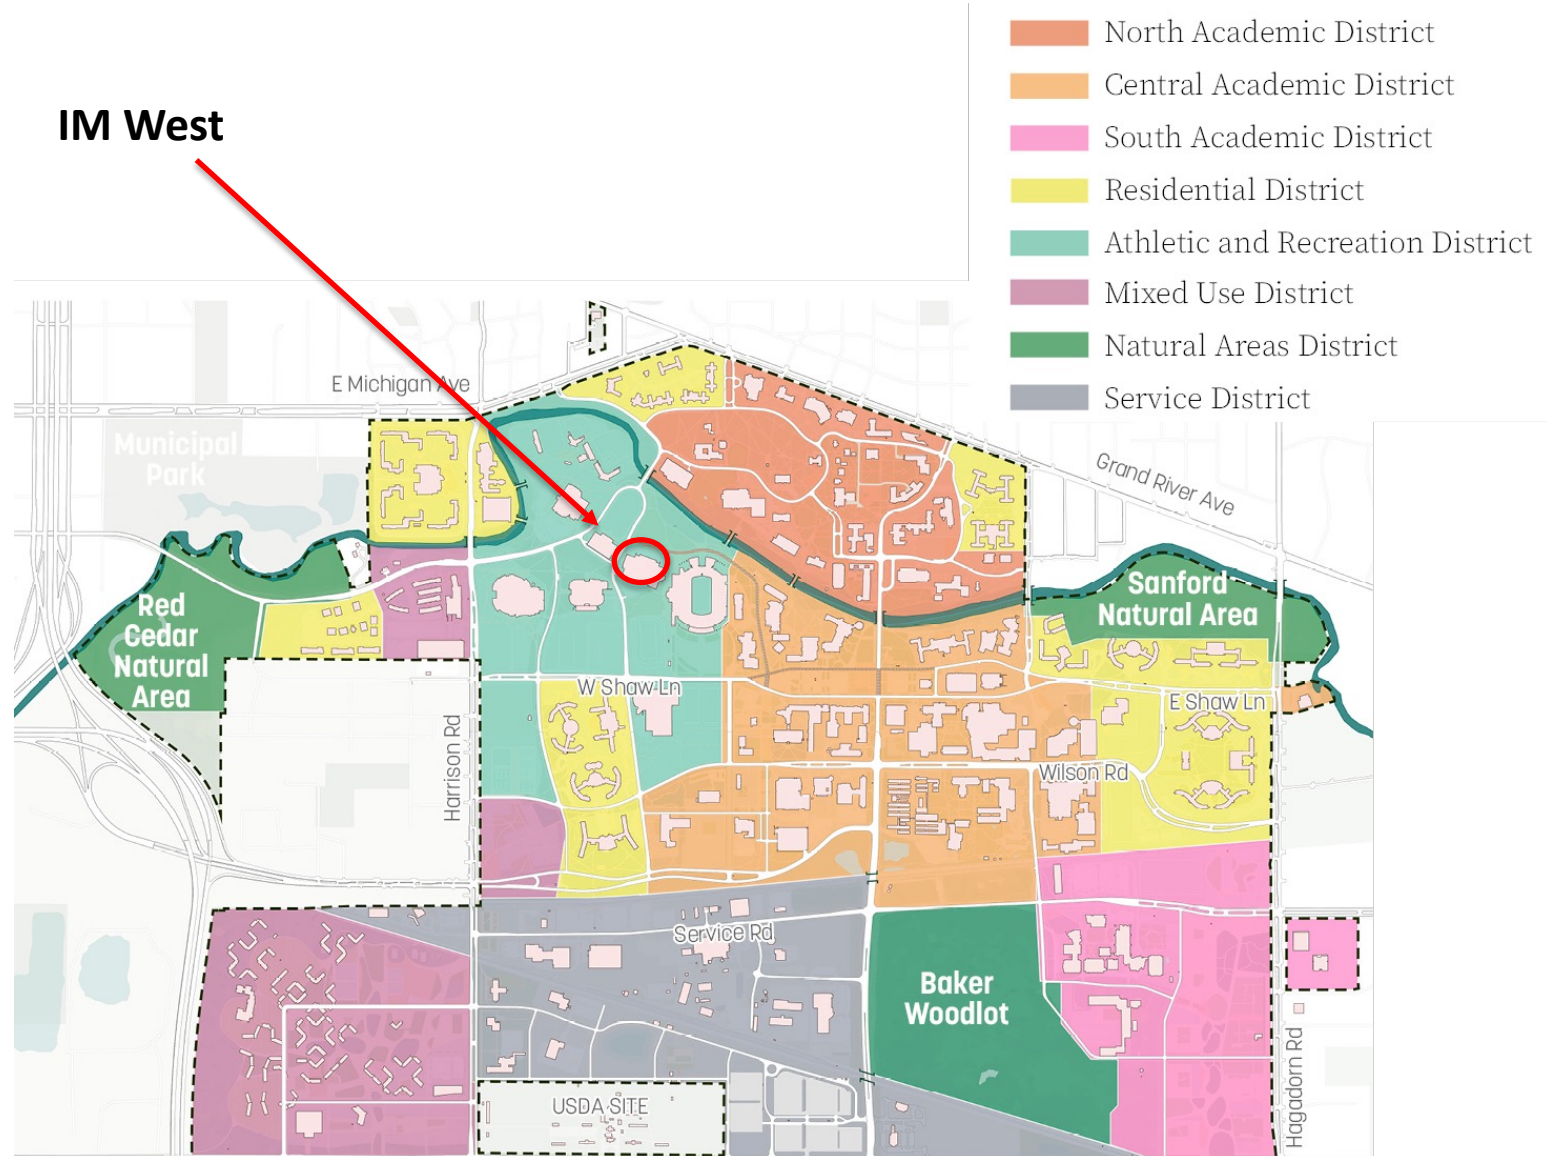 North Academic District
Central Academic District
South Academic District
Residential District
Athletic and Recreation District
Mixed Use District
Natural Areas District
Service District
IM West
E Michigan Ave
Municipal
Park
Grand River Ave
Red
Cedar
Natural
Area
Sanford
Natural Area
W Shaw Ln
E Shaw Ln
Harrison Rd
Wilson Rd
Service Rd
Baker
Woodlot
USDA SITE
Hagadorn Rd